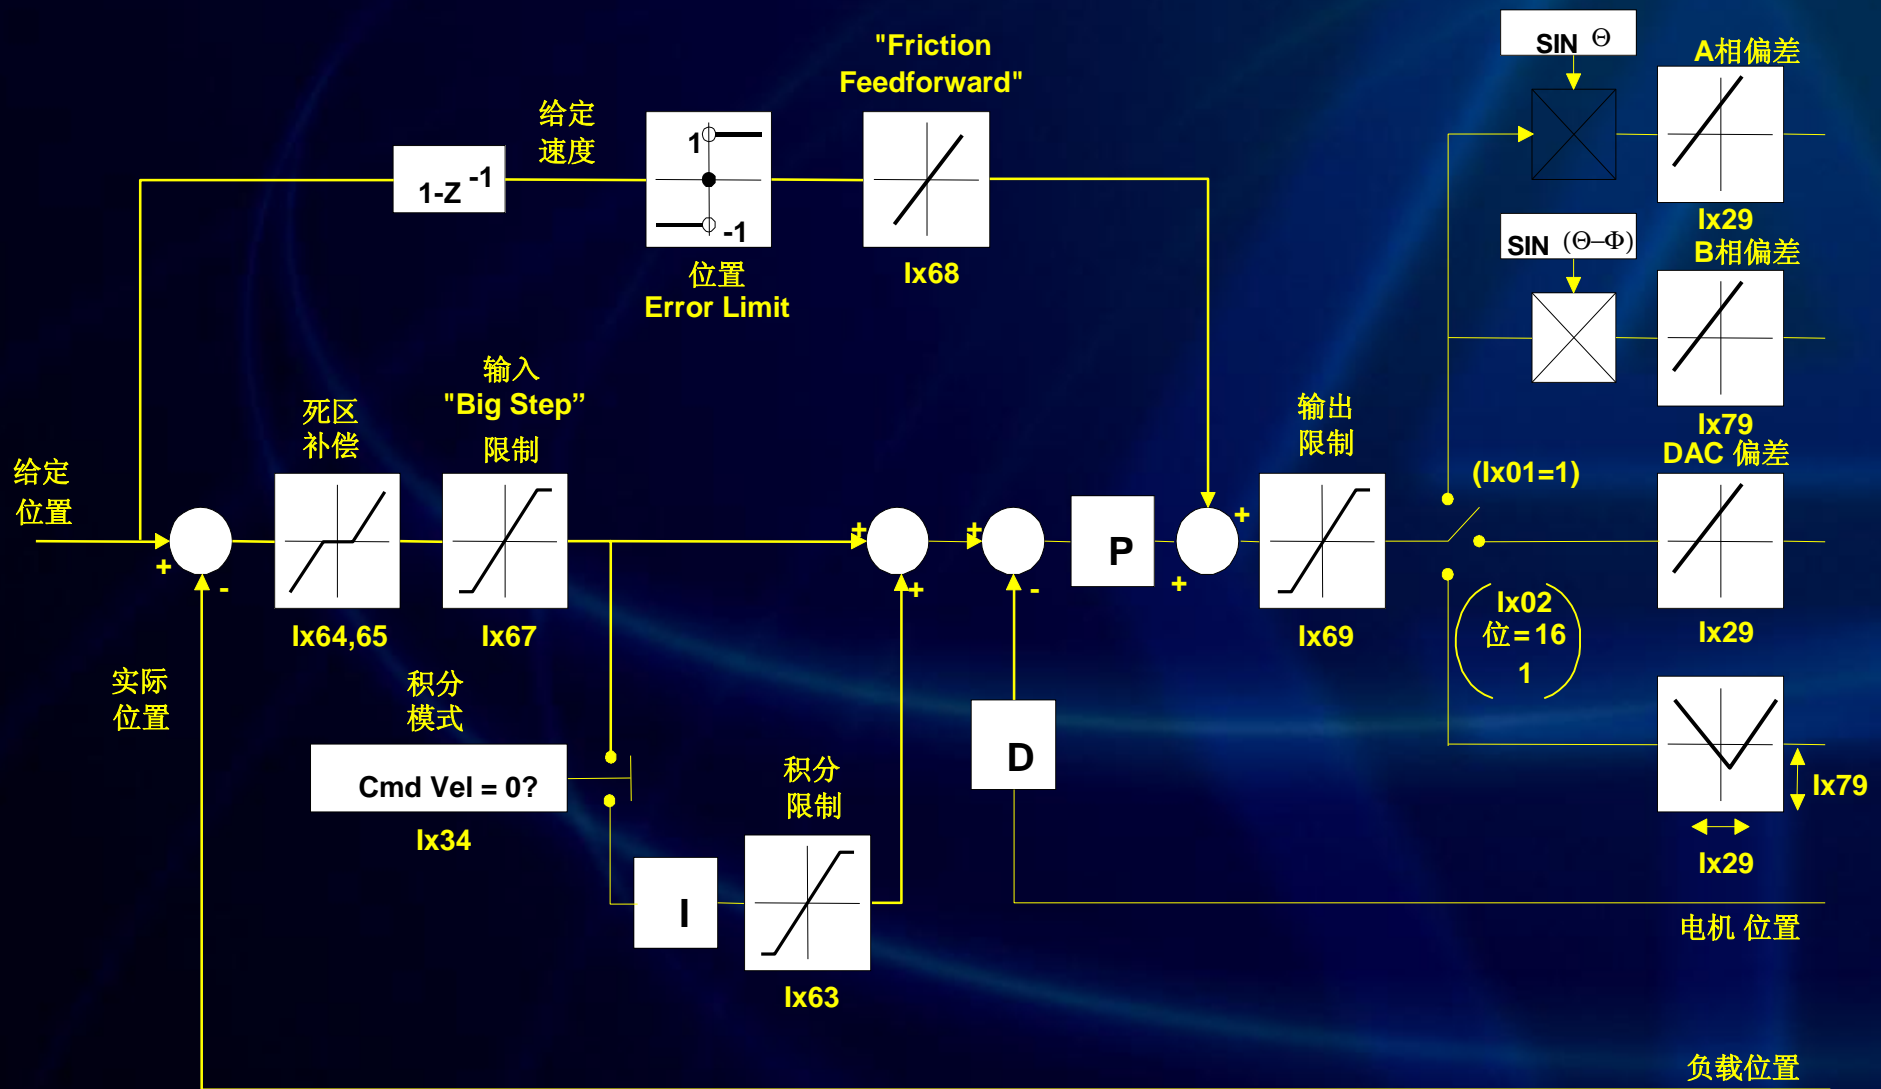 "Friction
Feedforward"
给定
速度
1-Z -1
1
-1
位置
Error Limit
Ix68
SIN Θ
A相偏差
Ix29
SIN (Θ–Φ)
B相偏差
Ix79
输入
"Big Step”
限制
死区
补偿
给定
位置
+
-
Ix64,65
Ix67
+
+
+
-
P
+
+
输出
限制
Ix69
(Ix01=1)
DAC 偏差
Ix29
Ix02
位=16
1
实际
位置
积分
模式
Cmd Vel = 0?
Ix34
I
积分
限制
Ix63
D
Ix79
Ix29
电机 位置
负载位置